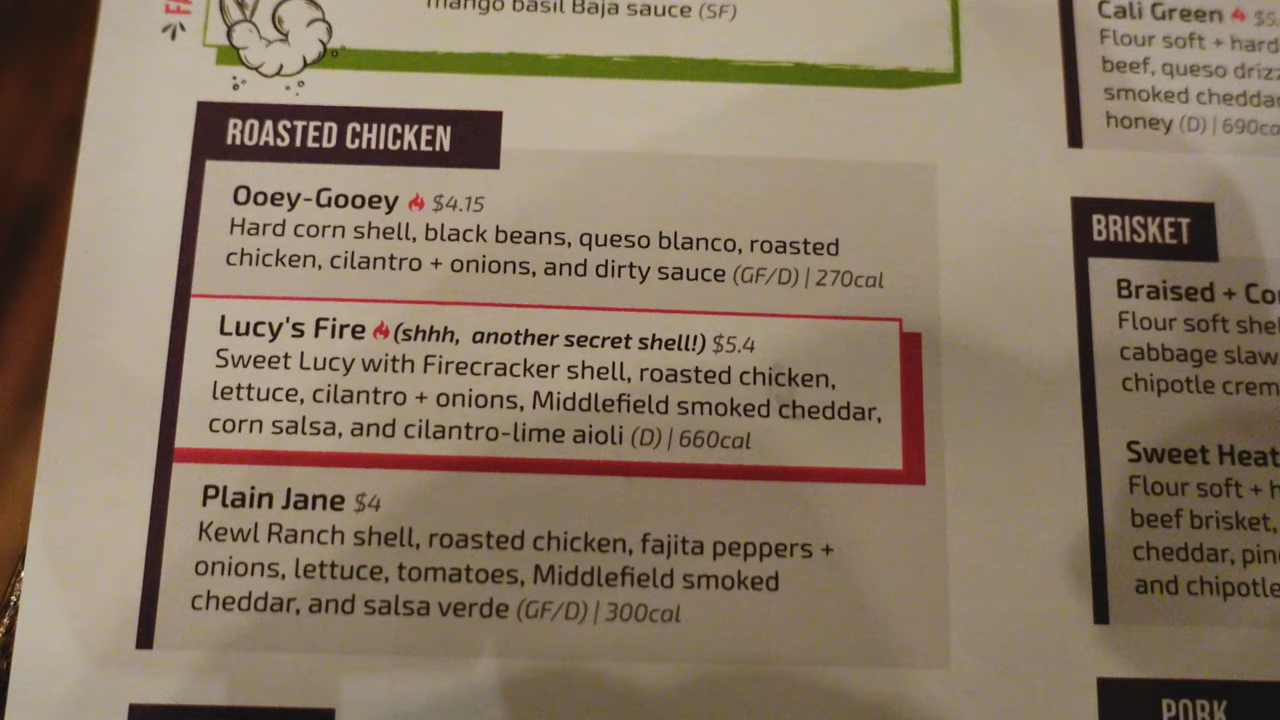 mango basil Baja sauce (SF)
ROASTED CHICKEN
Ooey-Gooey $4.15
Hard corn shell, black beans, queso blanco, roasted
chicken, cilantro + onions, and dirty sauce (GF/D) | 270cal
Lucy's Fire (shhh, another secret shell!) $5.4
Sweet Lucy with Firecracker shell, roasted chicken,
lettuce, cilantro + onions, Middlefield smoked cheddar,
corn salsa, and cilantro-lime aioli (D) | 660cal
Plain Jane $4
Kewl Ranch shell, roasted chicken, fajita peppers +
onions, lettuce, tomatoes, Middlefield smoked
cheddar, and salsa verde (GF/D) | 300cal
Cali Green
Flour soft + hard
beef, queso
smoked cheddar
honey (D) | 690
BRISKET
Braised +
Flour soft
cabbage slaw
chipotle
Sweet Heat
Flour soft +
beef brisket,
cheddar,
and chipotle
PORK